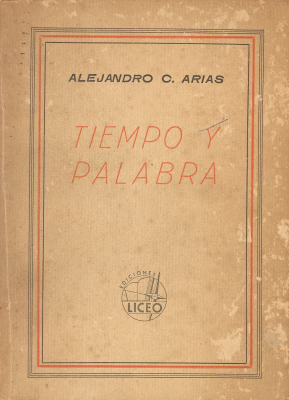 ALEJANDRO C. ARIAS
TIEMPO Y
PALABRA
EDICIONES
LICEO